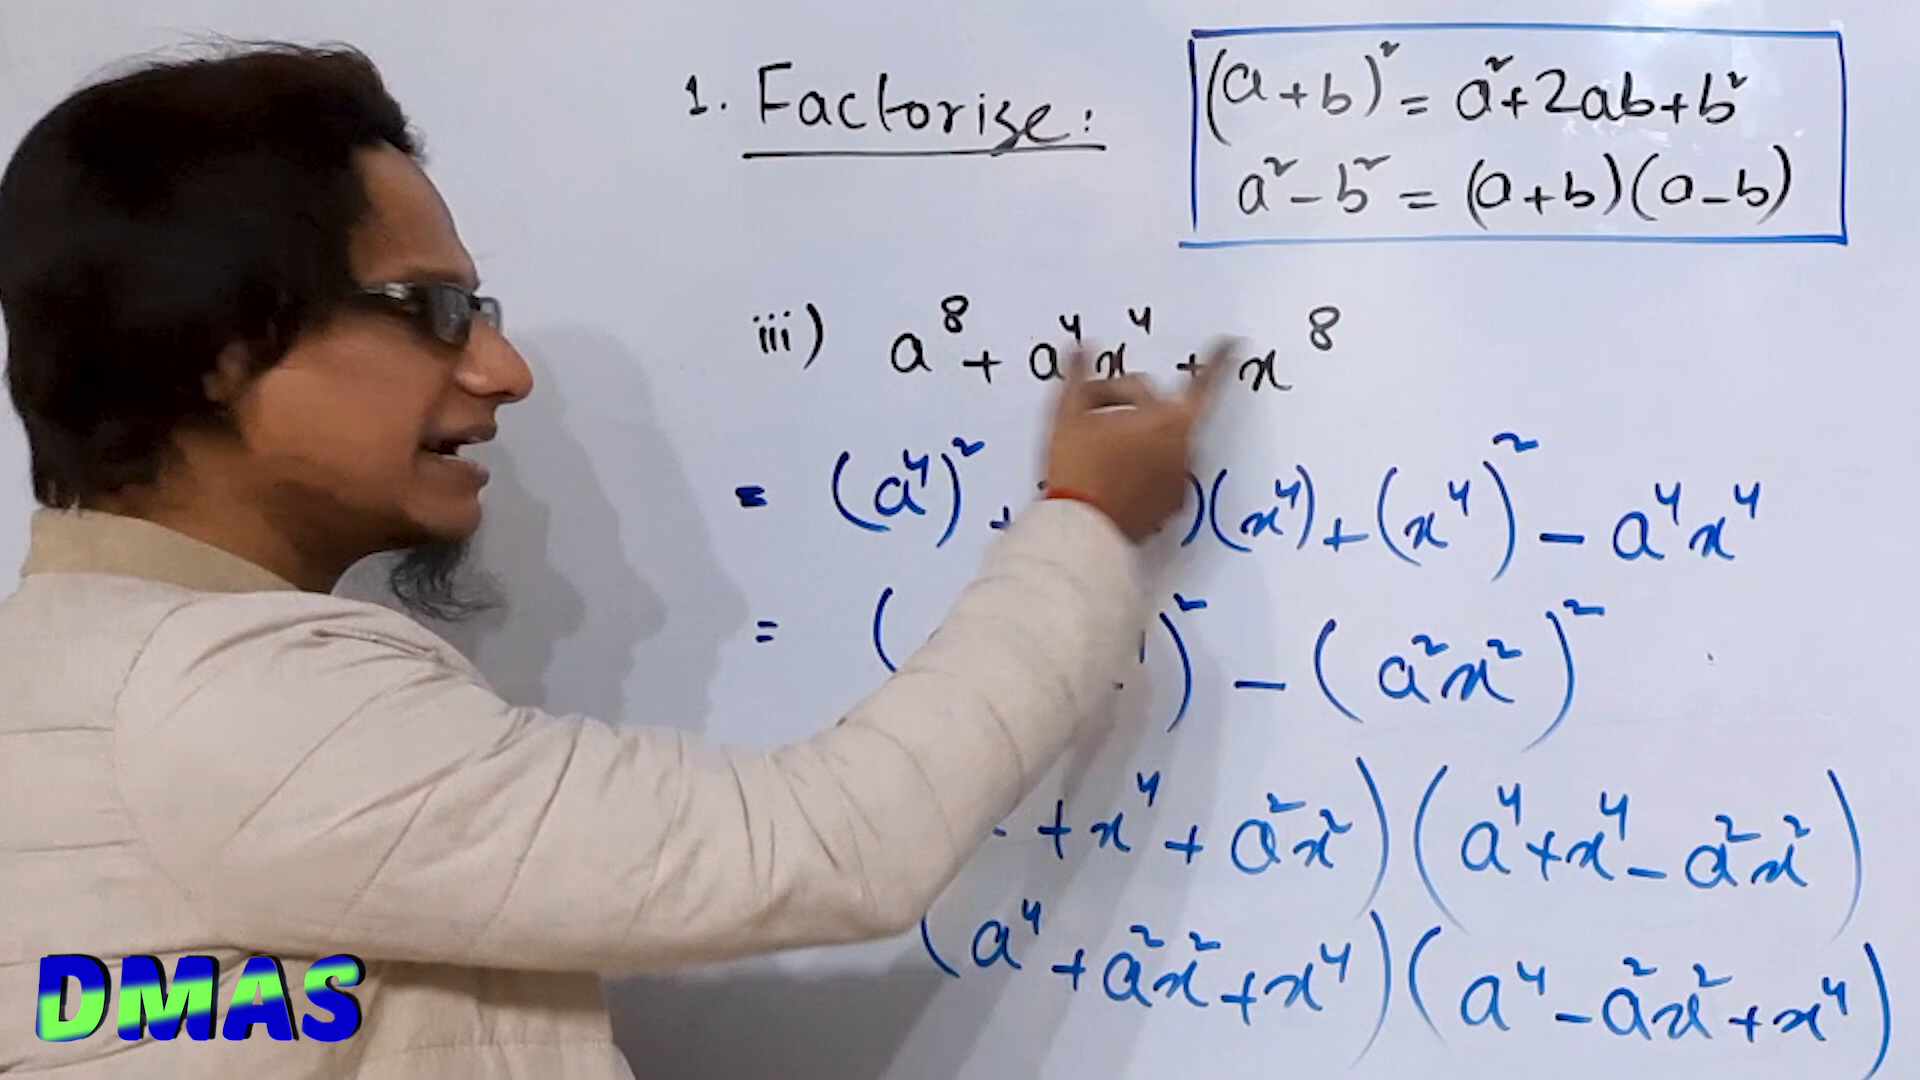 1. Factorise:
(a+b)² = a²+2ab+b²
a²-b² = (a+b)(a-b)
iii) a⁸ + a⁴x⁴ + x⁸
= (a⁴)² + )(x⁴)+(x⁴)² - a⁴x⁴
= ( )² - (a²x²)²
+x⁴+a²x²)(a⁴+x⁴-a²x²)
(a⁴+a²x²+x⁴)(a⁴-a²x²+x⁴)
DMAS